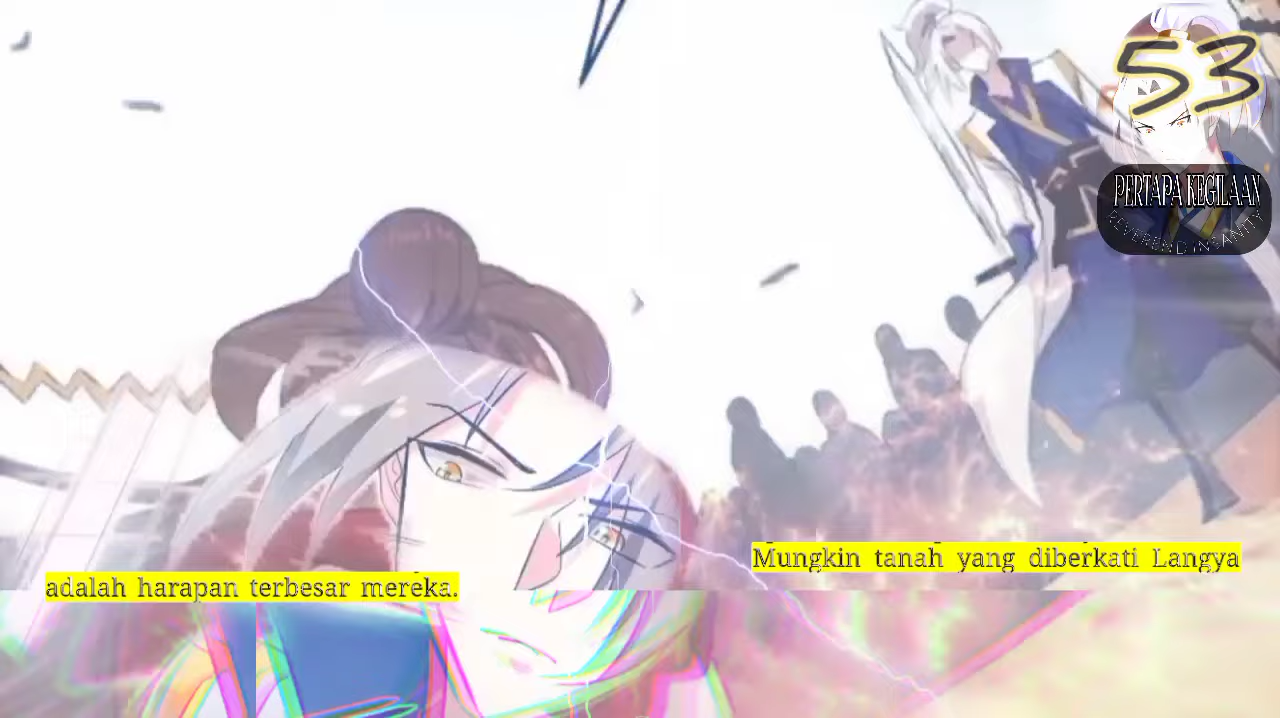 53
PERTAPA KEGILAAN
REVEREND INSANITY
Mungkin tanah yang diberkati Langya
adalah harapan terbesar mereka.